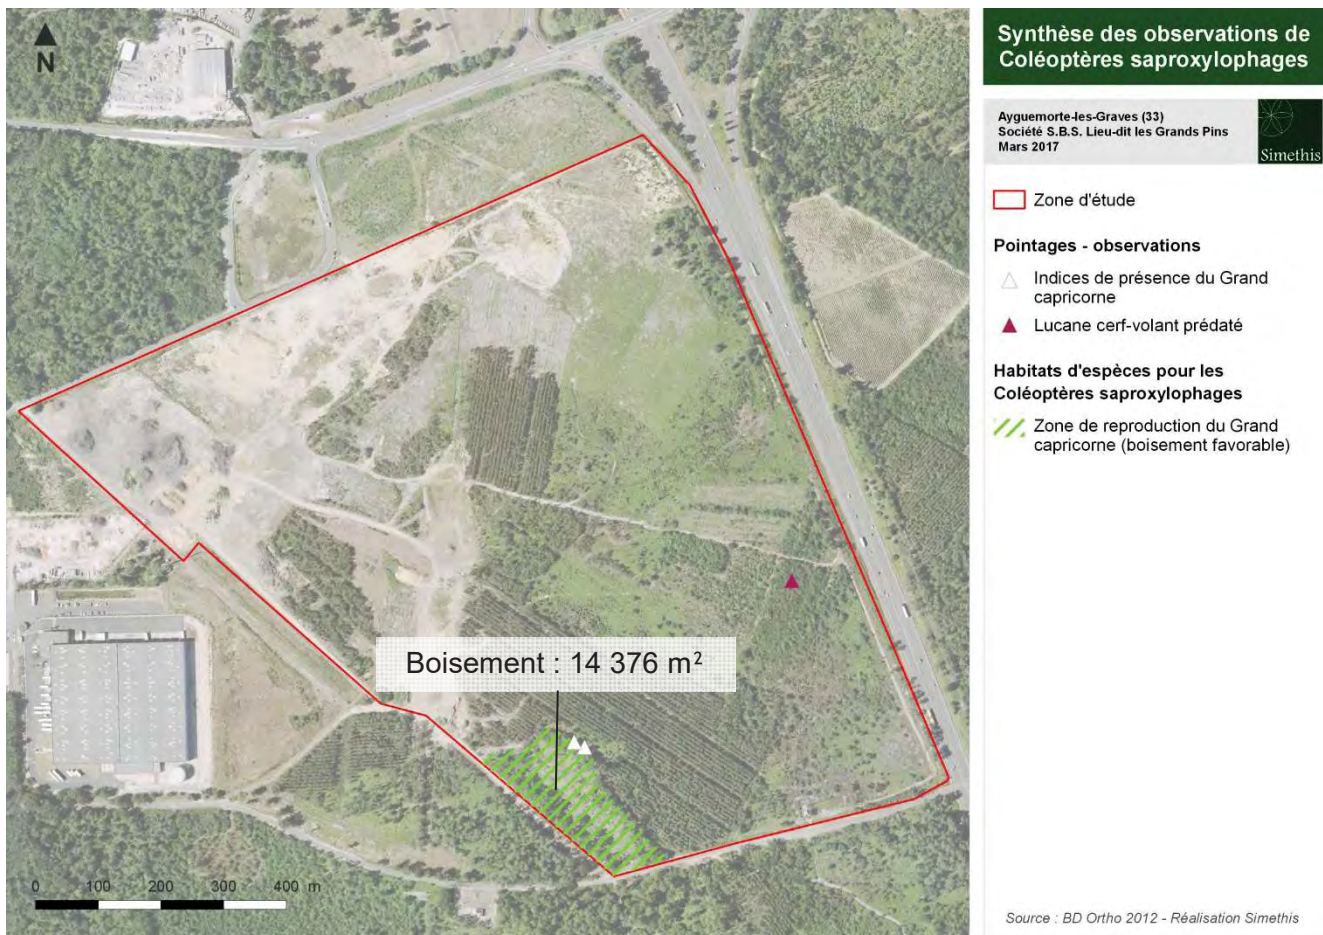 N
Boisement : 14 376 m²
0 100 200 300 400 m
Synthèse des observations de
Coléoptères saproxylophages
Ayguemorte-les-Graves (33)
Société S.B.S. Lieu-dit les Grands Pins
Mars 2017
Simethis
Zone d'étude
Pointages - observations
Indices de présence du Grand
capricorne
Lucane cerf-volant prédaté
Habitats d'espèces pour les
Coléoptères saproxylophages
Zone de reproduction du Grand
capricorne (boisement favorable)
Source : BD Ortho 2012 - Réalisation Simethis